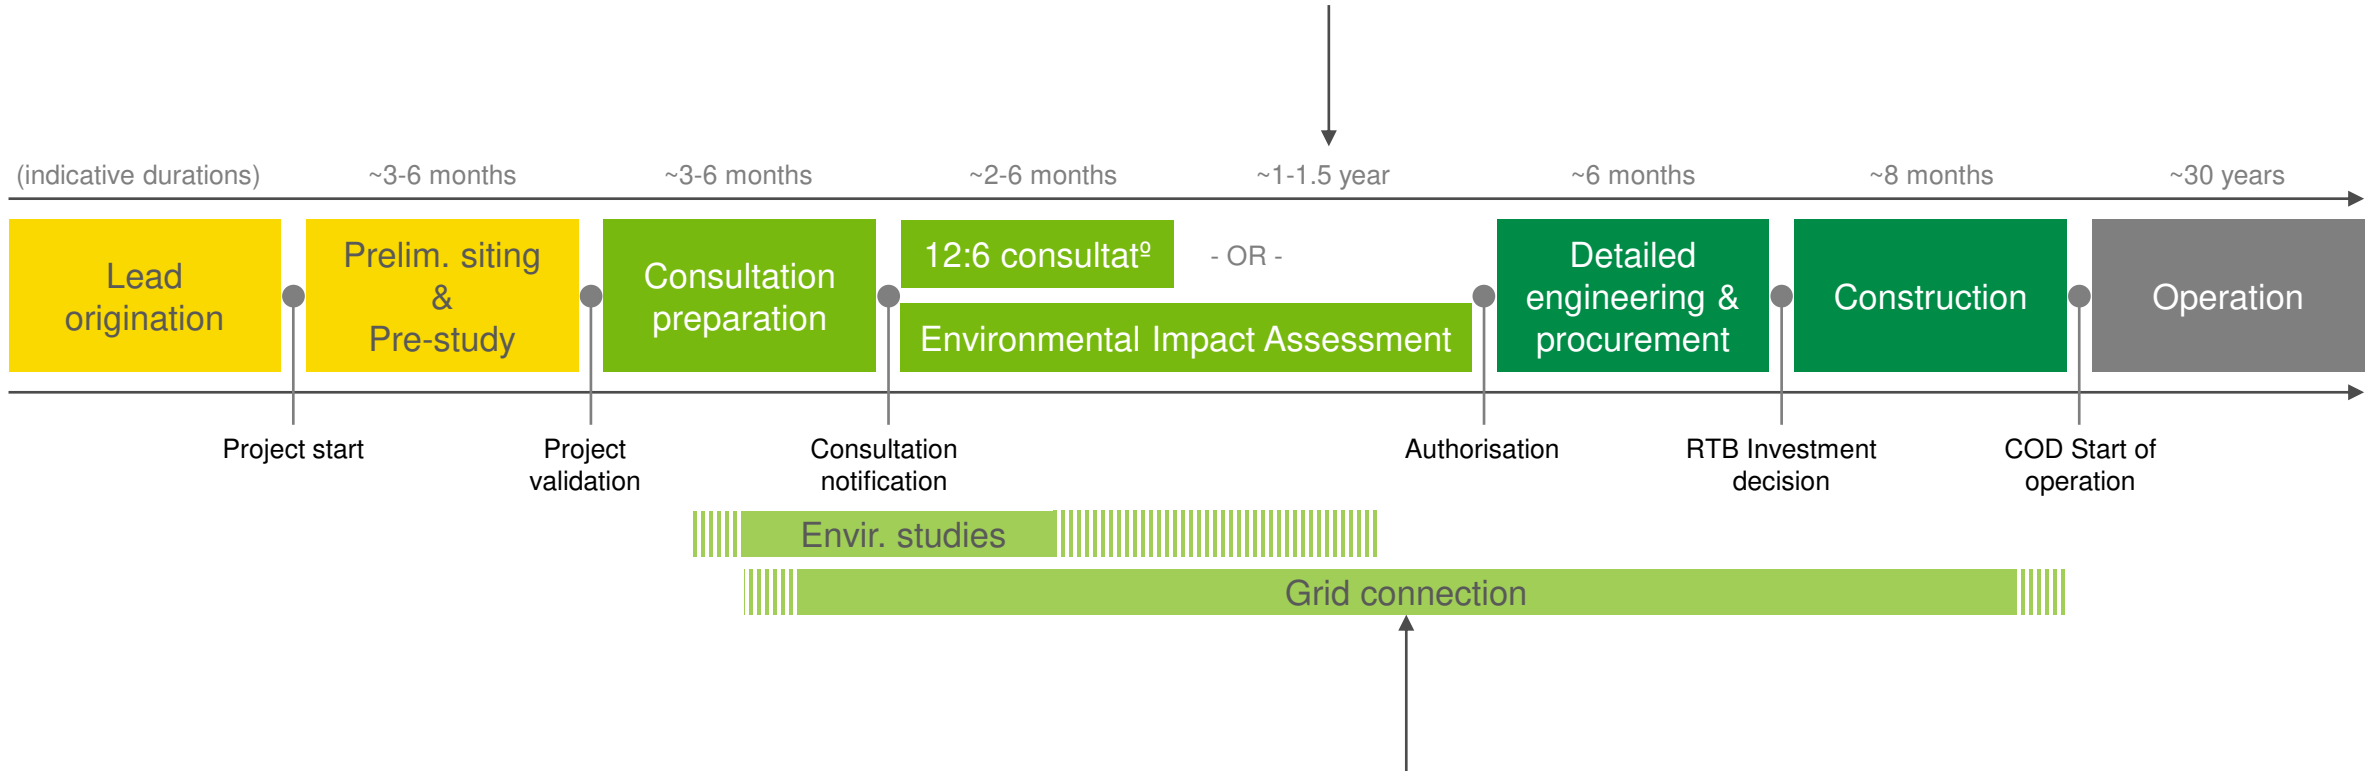 (indicative durations)
~3-6 months
~3-6 months
~2-6 months
~1-1.5 year
~6 months
~8 months
~30 years
Lead
origination
Prelim. siting
&
Pre-study
Consultation
preparation
12:6 consultatº
- OR -
Environmental Impact Assessment
Detailed
engineering &
procurement
Construction
Operation
Project start
Project
validation
Consultation
notification
Authorisation
RTB Investment
decision
COD Start of
operation
Envir. studies
Grid connection